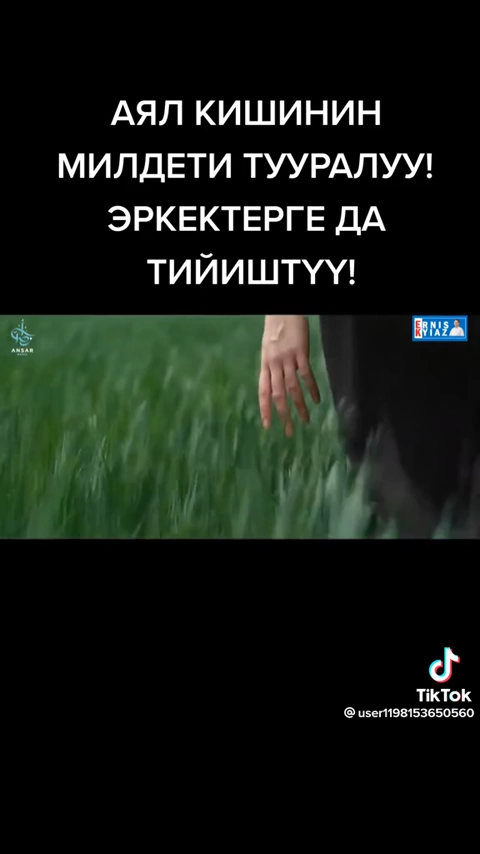 АЯЛ КИШИНИН
МИЛДЕТИ ТУУРАЛУУ!
ЭРКЕКТЕРГЕ ДА
ТИЙИШТҮҮ!
ANSAR
ERNIS
KYIAZ
TikTok
@user1198153650560